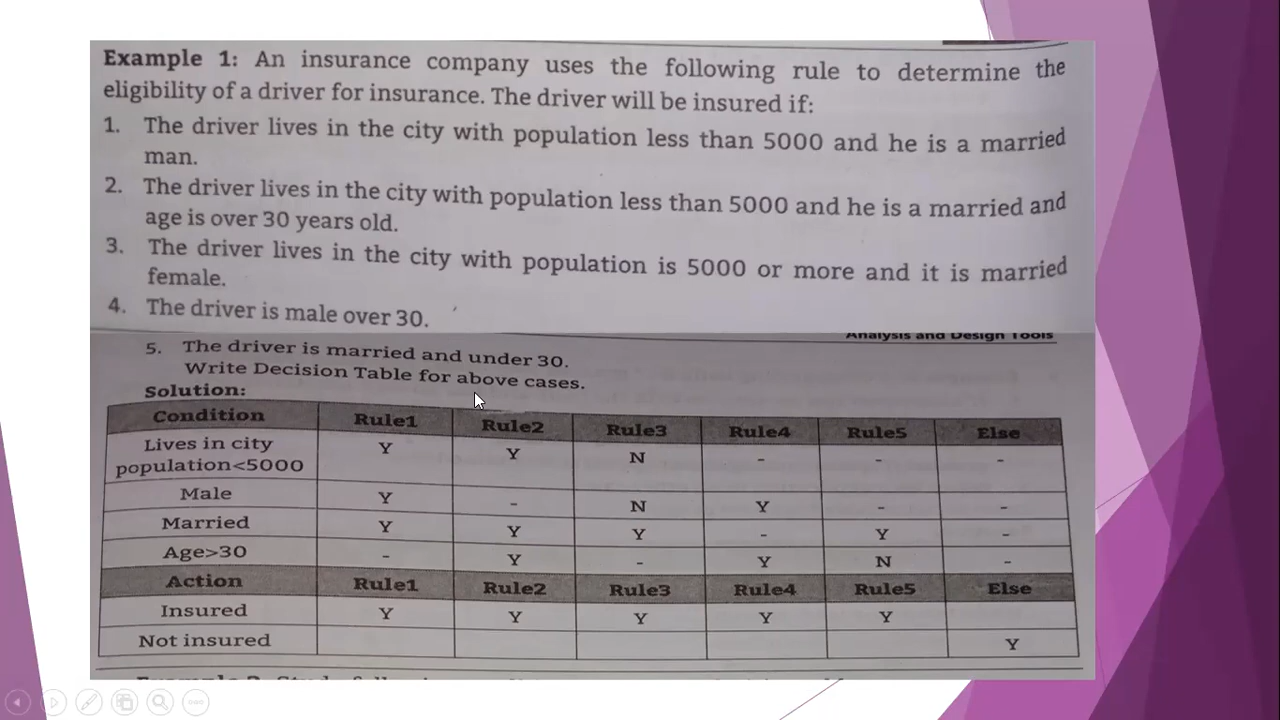 Example 1: An insurance company uses the following rule to determine the
eligibility of a driver for insurance. The driver will be insured if:
1. The driver lives in the city with population less than 5000 and he is a married
man.
2. The driver lives in the city with population less than 5000 and he is a married and
age is over 30 years old.
3. The driver lives in the city with population is 5000 or more and it is married
female.
4. The driver is male over 30.
Analysis and Design Tools
5. The driver is married and under 30.
Write Decision Table for above cases.
Solution:
Condition Rule1 Rule2 Rule3 Rule4 Rule5 Else
Lives in city
population<5000 Y Y N - - -
Male Y - N Y - -
Married Y Y Y - Y -
Age>30 - Y - Y N -
Action Rule1 Rule2 Rule3 Rule4 Rule5 Else
Insured Y Y Y Y Y
Not insured Y